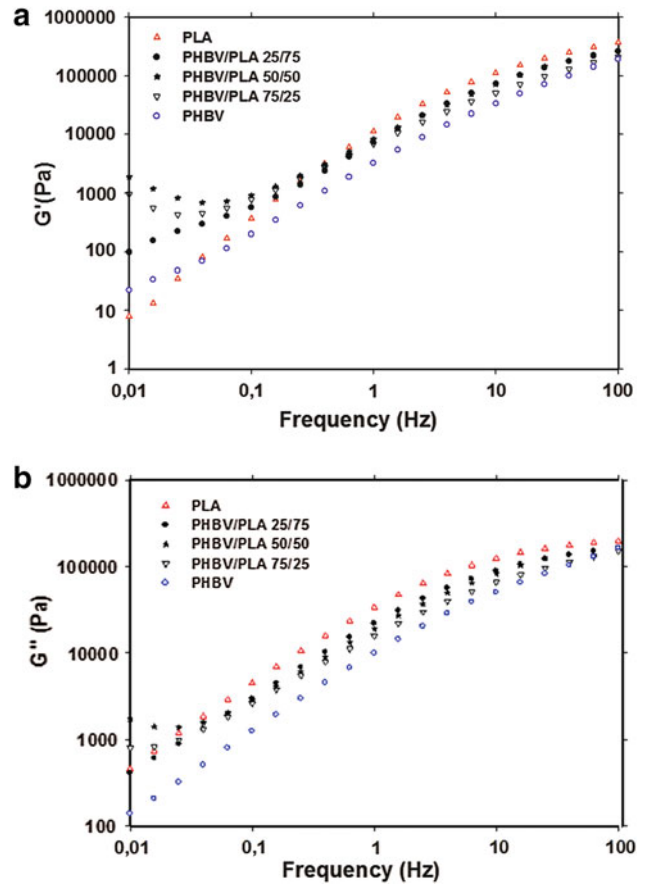 a
1000000
100000
10000
1000
100
10
1
G'(Pa)
PLA
PHBV/PLA 25/75
PHBV/PLA 50/50
PHBV/PLA 75/25
PHBV
0,01
0,1
1
10
100
Frequency (Hz)
b
1000000
100000
10000
1000
100
G'' (Pa)
PLA
PHBV/PLA 25/75
PHBV/PLA 50/50
PHBV/PLA 75/25
PHBV
0,01
0,1
1
10
100
Frequency (Hz)